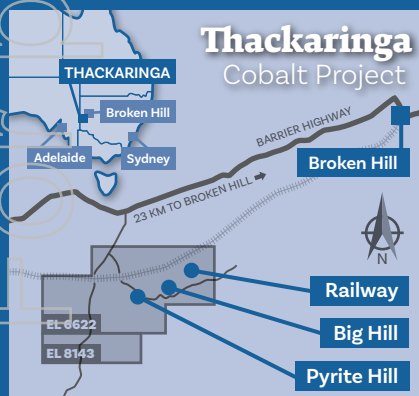 Thackaringa
Cobalt Project
THACKARINGA
Broken Hill
Adelaide
Sydney
BARRIER HIGHWAY
23 KM TO BROKEN HILL
Broken Hill
N
Railway
Big Hill
Pyrite Hill
EL 6622
EL 8143